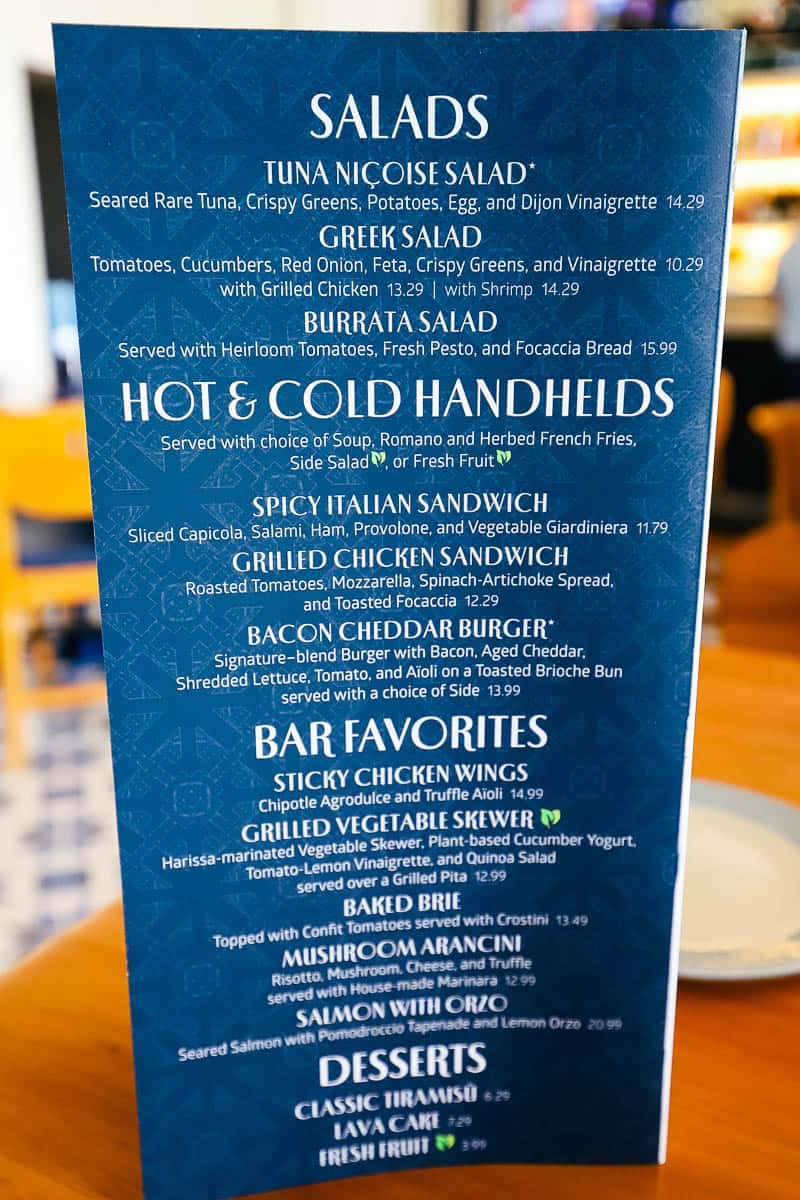 SALADS
TUNA NIÇOISE SALAD*
Seared Rare Tuna, Crispy Greens, Potatoes, Egg, and Dijon Vinaigrette 14.29
GREEK SALAD
Tomatoes, Cucumbers, Red Onion, Feta, Crispy Greens, and Vinaigrette 10.29
with Grilled Chicken 13.29 | with Shrimp 14.29
BURRATA SALAD
Served with Heirloom Tomatoes, Fresh Pesto, and Focaccia Bread 15.99
HOT & COLD HANDHELDS
Served with choice of Soup, Romano and Herbed French Fries,
Side Salad, or Fresh Fruit
SPICY ITALIAN SANDWICH
Sliced Capicola, Salami, Ham, Provolone, and Vegetable Giardiniera 11.79
GRILLED CHICKEN SANDWICH
Roasted Tomatoes, Mozzarella, Spinach-Artichoke Spread,
and Toasted Focaccia 12.29
BACON CHEDDAR BURGER*
Signature-blend Burger with Bacon, Aged Cheddar,
Shredded Lettuce, Tomato, and Aïoli on a Toasted Brioche Bun
served with a choice of Side 13.99
BAR FAVORITES
STICKY CHICKEN WINGS
Chipotle Agrodulce and Truffle Aïoli 14.99
GRILLED VEGETABLE SKEWER
Harissa-marinated Vegetable Skewer, Plant-based Cucumber Yogurt,
Tomato-Lemon Vinaigrette, and Quinoa Salad
served over a Grilled Pita 12.99
BAKED BRIE
Topped with Confit Tomatoes served with Crostini 13.49
MUSHROOM ARANCINI
Risotto, Mushroom, Cheese, and Truffle
served with House-made Marinara 12.99
SALMON WITH ORZO
Seared Salmon with Pomodroccio Tapenade and Lemon Orzo 20.99
DESSERTS
CLASSIC TIRAMISÙ 6.29
LAVA CAKE 7.29
FRESH FRUIT 3.99